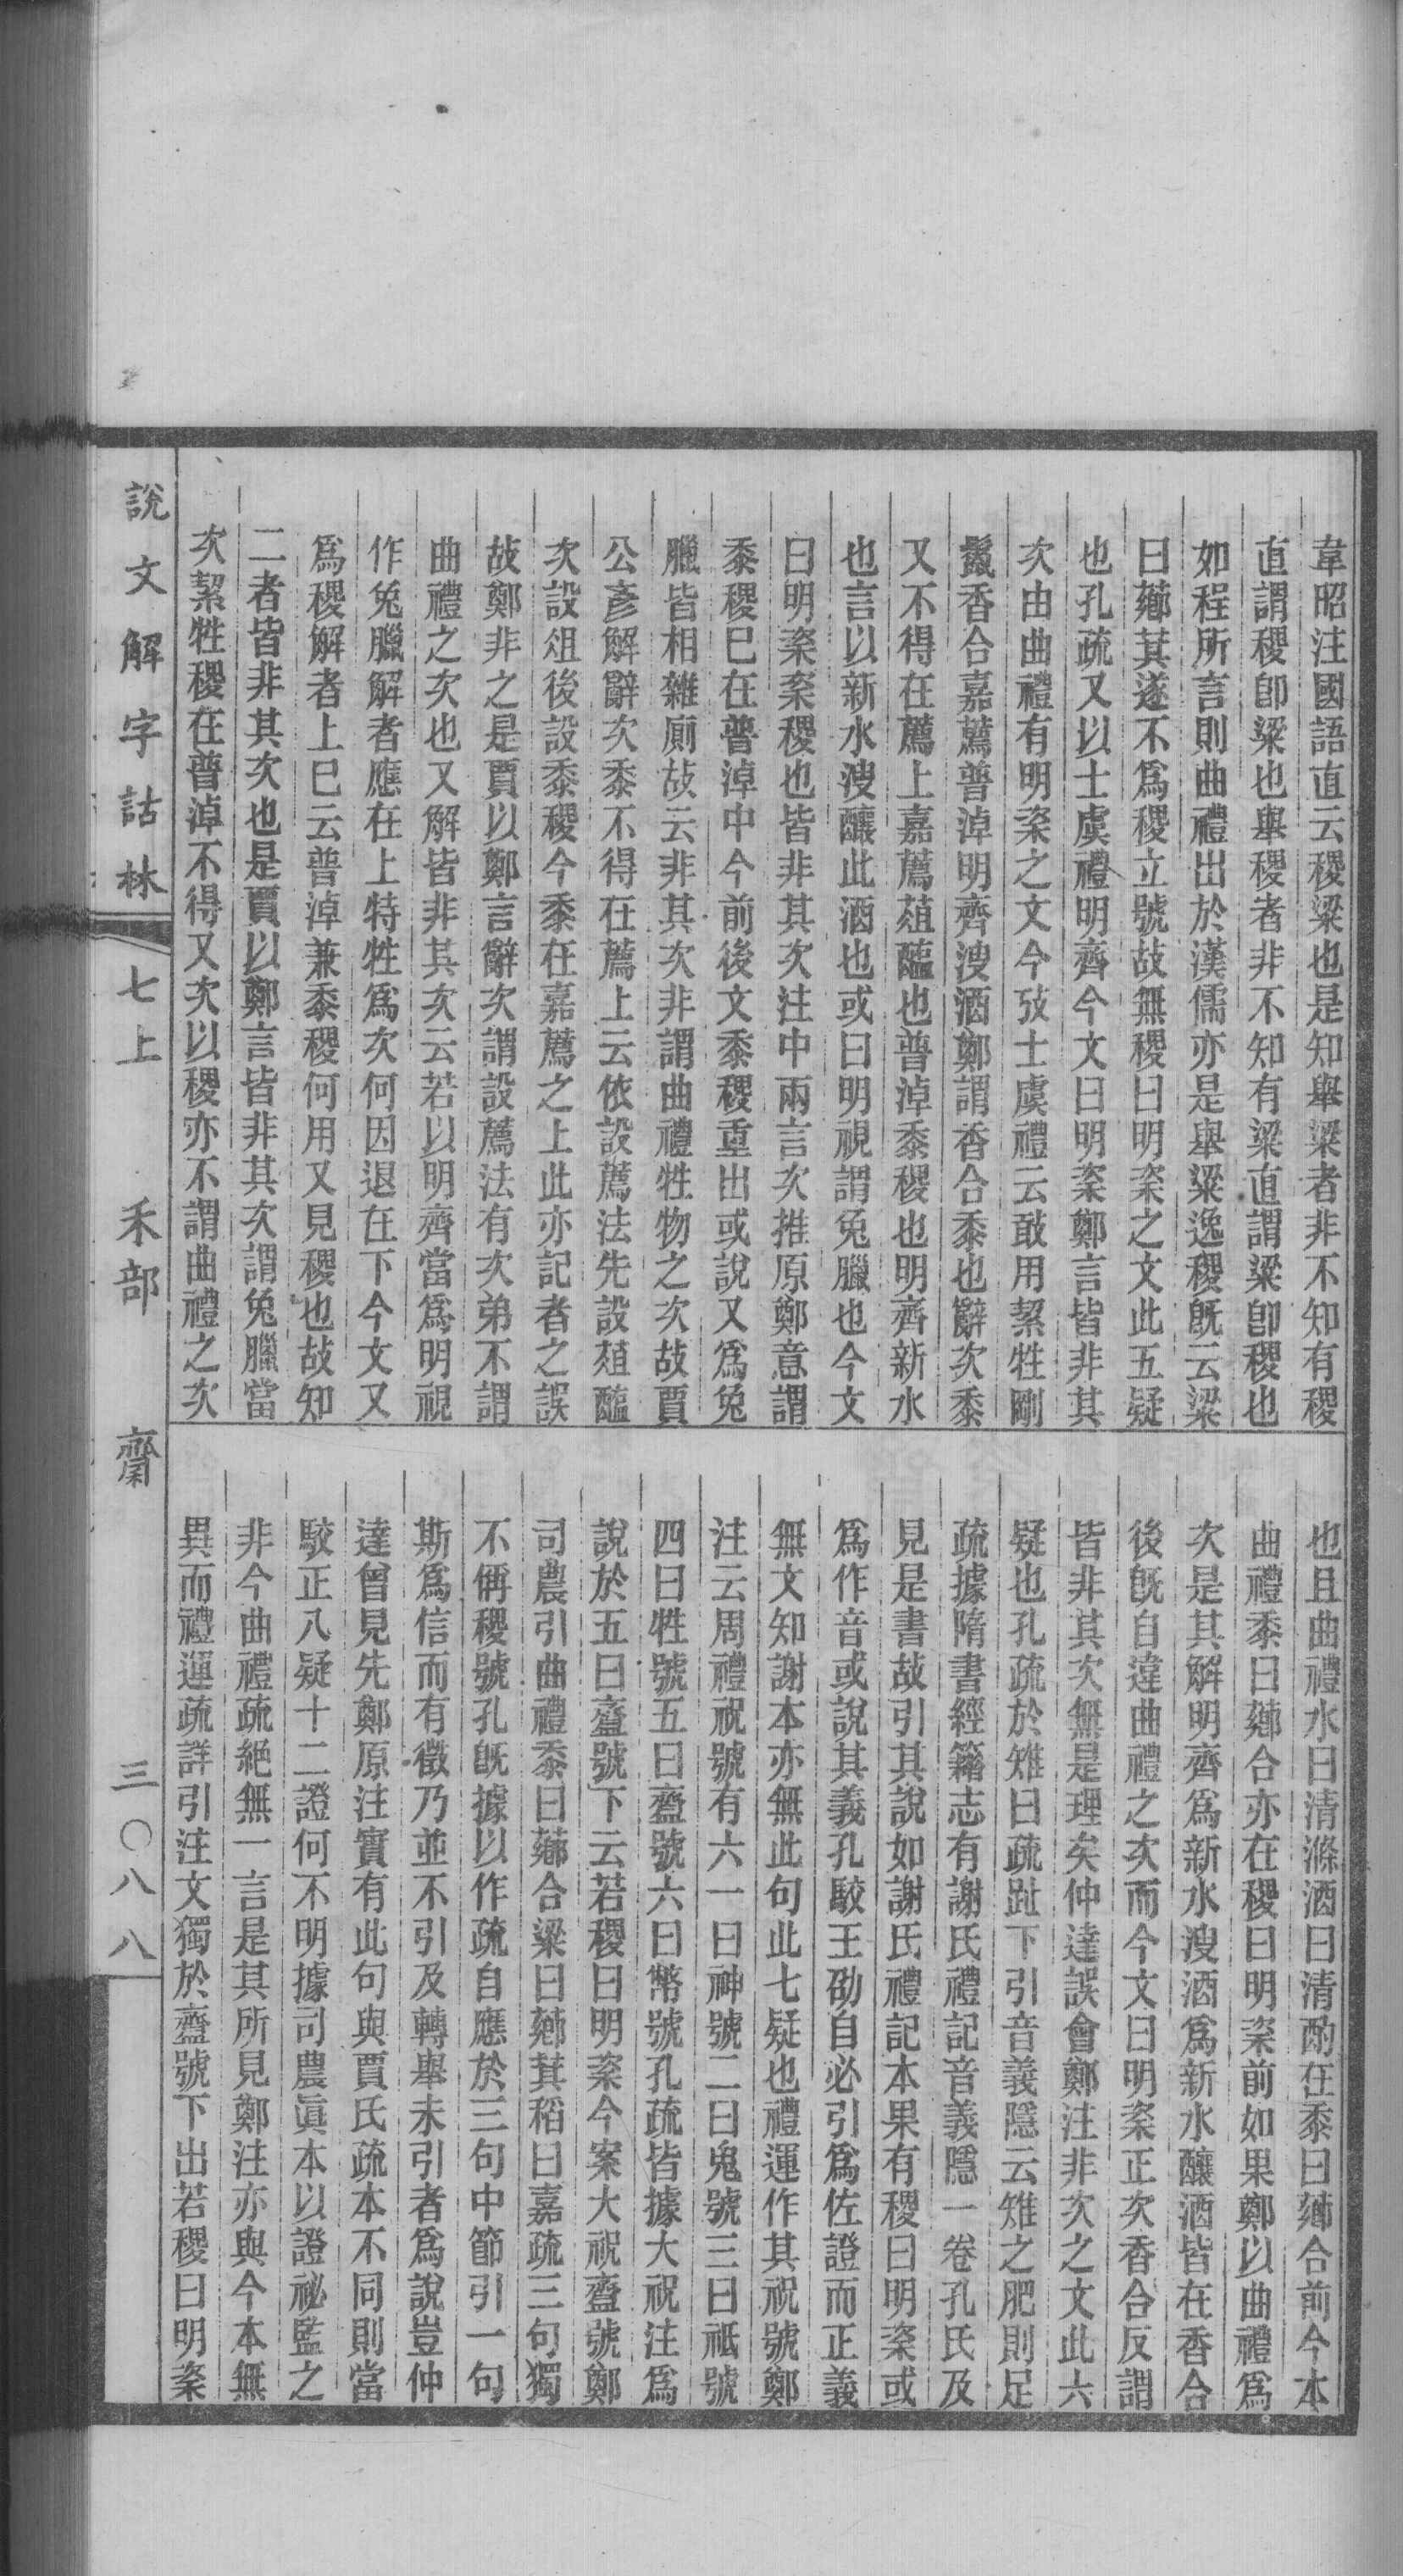 韋昭注國語直云稷粱也是知舉粱者非不知有稷
直謂稷卽粱也舉稷者非不知有粱直謂粱卽稷也
如程所言則曲禮出於漢儒亦是舉粱逸稷旣云粱
曰薌萁遂不爲稷立號故無稷曰明粢之文此五疑
也孔疏又以士虞禮明齊今文曰明粢鄭言皆非其
次由曲禮有明粢之文今攷士虞禮云敢用絜牲剛
鬣香合嘉薦普淖明齊溲酒鄭謂香合黍也辭次黍
又不得在薦上嘉薦葅醢也普淖黍稷也明齊新水
也言以新水溲釀此酒也或曰明視謂兔臘也今文
曰明粢粢稷也皆非其次注中兩言次推原鄭意謂
黍稷已在普淖中今前後文黍稷重出或說又爲兔
臘皆相雜廁故云非其次非謂曲禮牲物之次故賈
公彥解辭次黍不得在薦上云依設薦法先設葅醢
次設俎後設黍稷今黍在嘉薦之上此亦記者之誤
故鄭非之是賈以鄭言辭次謂設薦法有次弟不謂
曲禮之次也又解皆非其次云若以明齊當爲明視
作兔臘解者應在上特牲爲次何因退在下今文又
爲稷解者上已云普淖兼黍稷何用又見稷也故知
二者皆非其次也是賈以鄭言皆非其次謂兔臘當
次絜牲稷在普淖不得又次以稷亦不謂曲禮之次
也且曲禮水曰清滌酒曰清酌在黍曰薌合前今本
曲禮黍曰薌合亦在稷曰明粢前如果鄭以曲禮爲
次是其解明齊爲新水溲酒爲新水釀酒皆在香合
後旣自違曲禮之次而今文曰明粢正次香合反謂
皆非其次無是理矣仲達誤會鄭注非次之文此六
疑也孔疏於雉曰疏趾下引音義隱云雉之肥則足
疏據隋書經籍志有謝氏禮記音義隱一卷孔氏及
見是書故引其說如謝氏禮記本果有稷曰明粢或
爲作音或說其義孔駮王劭自必引爲佐證而正義
無文知謝本亦無此句此七疑也禮運作其祝號鄭
注云周禮祝號有六一曰神號二曰鬼號三曰祇號
四曰牲號五曰齍號六曰幣號孔疏皆據大祝注爲
說於五曰齍號下云若稷曰明粢今案大祝齍號鄭
司農引曲禮黍曰薌合粱曰薌萁稻曰嘉疏三句獨
不偁稷號孔旣據以作疏自應於三句中節引一句
斯爲信而有徵乃並不引及轉舉未引者爲說豈仲
達曾見先鄭原注實有此句與賈氏疏本不同則當
駮正八疑十二證何不明據司農眞本以證祕監之
非今曲禮疏絕無一言是其所見鄭注亦與今本無
異而禮運疏詳引注文獨於齍號下出若稷曰明粢
說文解字詁林
七上
禾部
齋
三〇八八